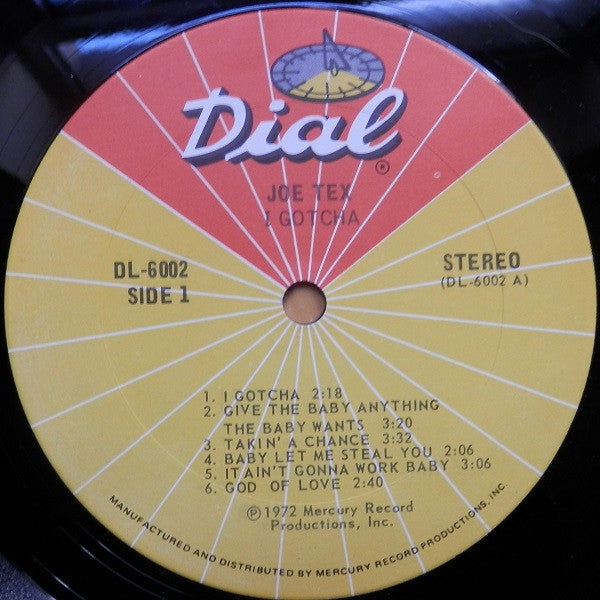 Dial
®
JOE TEX
I GOTCHA
DL-6002
SIDE 1
STEREO
(DL-6002 A)
1. I GOTCHA 2:18
2. GIVE THE BABY ANYTHING
THE BABY WANTS 3:20
3. TAKIN' A CHANCE 3:32
4. BABY LET ME STEAL YOU 2:06
5. IT AIN'T GONNA WORK BABY 3:06
6. GOD OF LOVE 2:40
Ⓟ1972 Mercury Record
Productions, Inc.
MANUFACTURED AND DISTRIBUTED BY MERCURY RECORD PRODUCTIONS, INC.